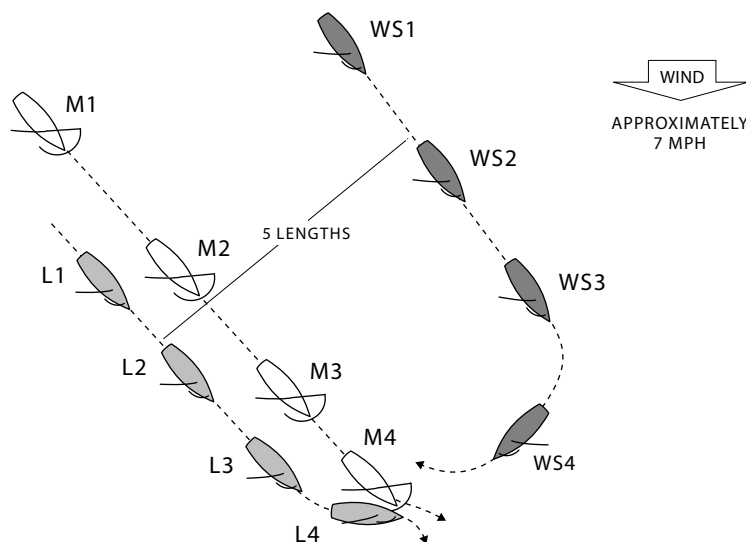 WS1
WIND
APPROXIMATELY
7 MPH
M1
WS2
5 LENGTHS
M2
L1
WS3
L2
M3
M4
L3
WS4
L4